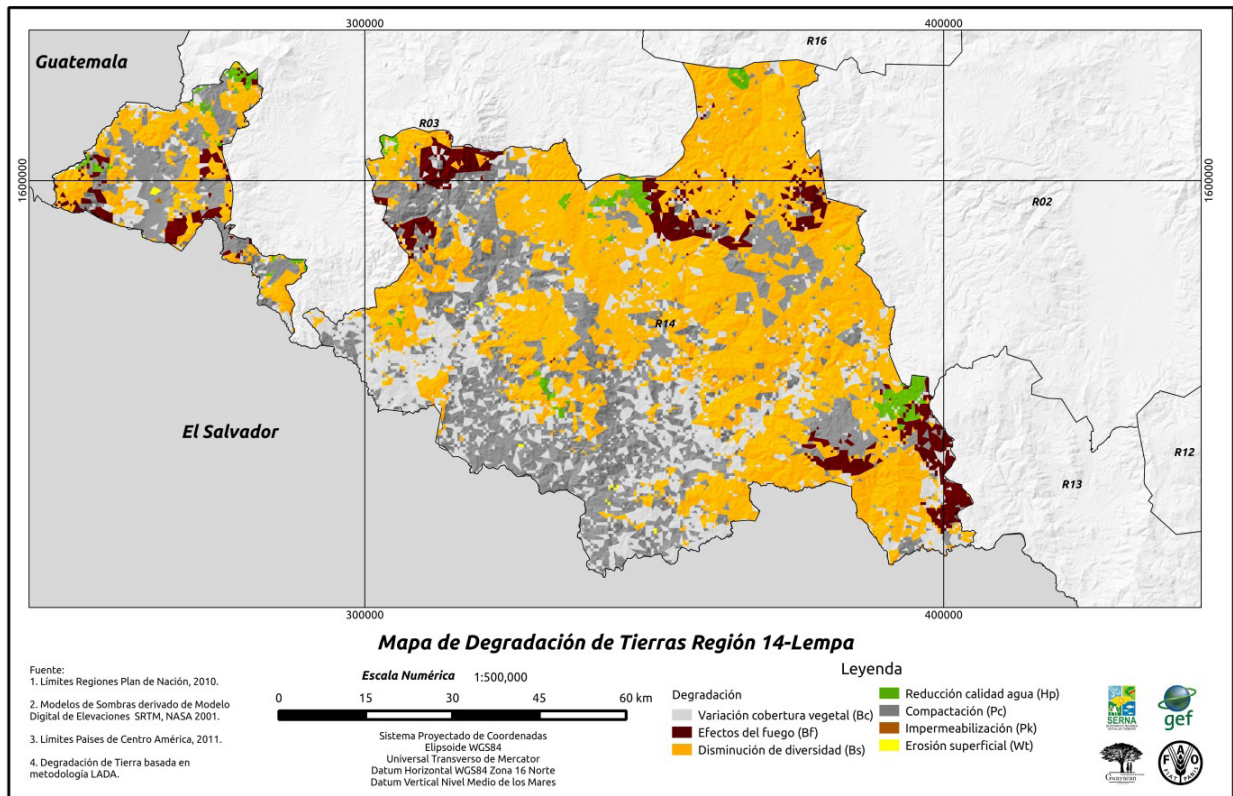 300000
400000
Guatemala
R16
R03
1600000
1600000
R02
R14
El Salvador
R12
R13
300000
400000
Mapa de Degradación de Tierras Región 14-Lempa
Fuente:
1. Límites Regiones Plan de Nación, 2010.
2. Modelos de Sombras derivado de Modelo
Digital de Elevaciones SRTM, NASA 2001.
3. Límites Paises de Centro América, 2011.
4. Degradación de Tierra basada en
metodología LADA.
Escala Numérica 1:500,000
0 15 30 45 60 km
Sistema Proyectado de Coordenadas
Elipsoide WGS84
Universal Transverso de Mercator
Datum Horizontal WGS84 Zona 16 Norte
Datum Vertical Nivel Medio de los Mares
Leyenda
Degradación
Variación cobertura vegetal (Bc)
Efectos del fuego (Bf)
Disminución de diversidad (Bs)
Reducción calidad agua (Hp)
Compactación (Pc)
Impermeabilización (Pk)
Erosión superficial (Wt)
SERNA
gef
Guayacán
FAO
FIAT PANIS